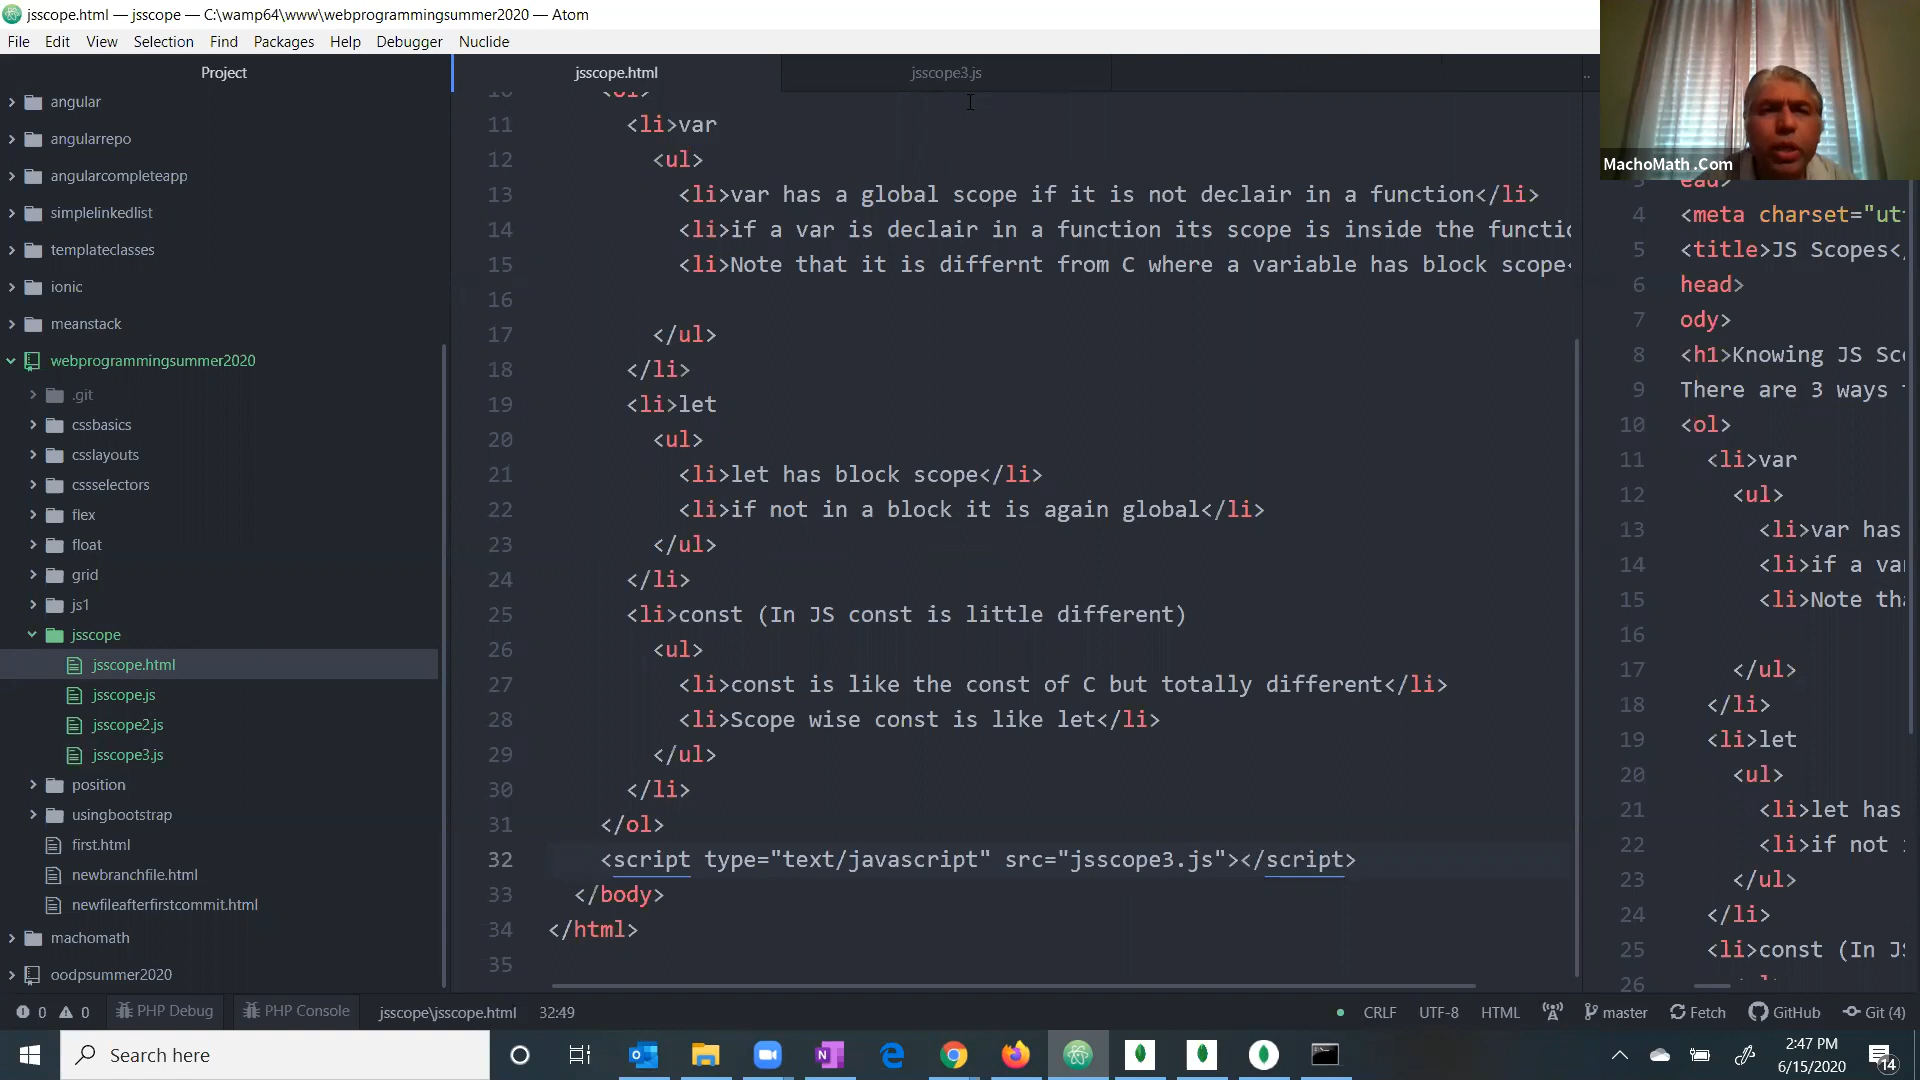 jsscope.html — jsscope — C:\wamp64\www\webprogrammingsummer2020 — Atom
File Edit View Selection Find Packages Help Debugger Nuclide
Project
angular
angularrepo
angularcompleteapp
simplelinkedlist
templateclasses
ionic
meanstack
webprogrammingsummer2020
.git
cssbasics
csslayouts
cssselectors
flex
float
grid
js1
jsscope
jsscope.html
jsscope.js
jsscope2.js
jsscope3.js
position
usingbootstrap
first.html
newbranchfile.html
newfileafterfirstcommit.html
machomath
oodpsummer2020
jsscope.html jsscope3.js
11 <li>var
12 <ul>
13 <li>var has a global scope if it is not declair in a function</li>
14 <li>if a var is declair in a function its scope is inside the functio
15 <li>Note that it is differnt from C where a variable has block scope<
16
17 </ul>
18 </li>
19 <li>let
20 <ul>
21 <li>let has block scope</li>
22 <li>if not in a block it is again global</li>
23 </ul>
24 </li>
25 <li>const (In JS const is little different)
26 <ul>
27 <li>const is like the const of C but totally different</li>
28 <li>Scope wise const is like let</li>
29 </ul>
30 </li>
31 </ol>
32 <script type="text/javascript" src="jsscope3.js"></script>
33 </body>
34 </html>
35
MachoMath .Com
4 <meta charset="ut
5 <title>JS Scopes<
6 head>
7 ody>
8 <h1>Knowing JS Sc
9 There are 3 ways
10 <ol>
11 <li>var
12 <ul>
13 <li>var has
14 <li>if a va
15 <li>Note th
16
17 </ul>
18 </li>
19 <li>let
20 <ul>
21 <li>let has
22 <li>if not
23 </ul>
24 </li>
25 <li>const (In J
26
0 0 PHP Debug PHP Console jsscope\jsscope.html 32:49 CRLF UTF-8 HTML master Fetch GitHub Git (4)
Search here
2:47 PM
6/15/2020
14